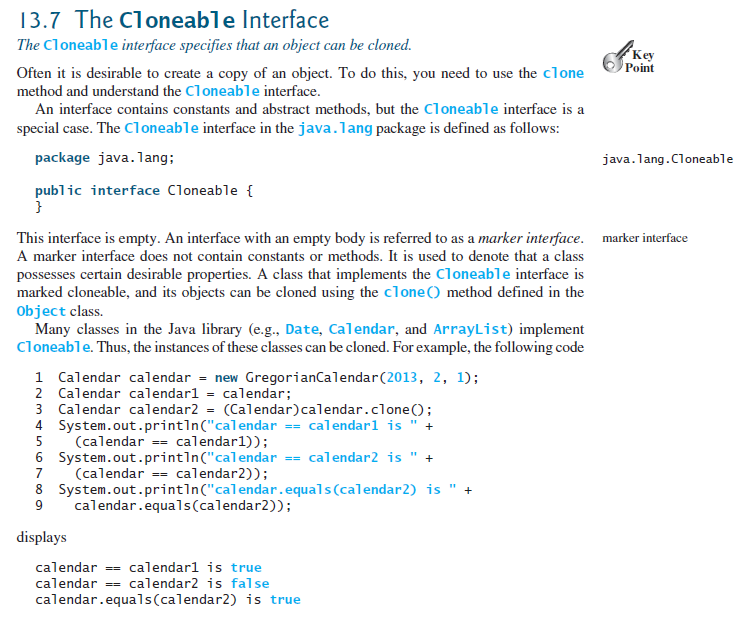 13.7 The Cloneable Interface
The Cloneable interface specifies that an object can be cloned.
Key
Point
Often it is desirable to create a copy of an object. To do this, you need to use the clone
method and understand the Cloneable interface.
An interface contains constants and abstract methods, but the Cloneable interface is a
special case. The Cloneable interface in the java.lang package is defined as follows:
package java.lang;
java.lang.Cloneable
public interface Cloneable {
}
This interface is empty. An interface with an empty body is referred to as a marker interface.
marker interface
A marker interface does not contain constants or methods. It is used to denote that a class
possesses certain desirable properties. A class that implements the Cloneable interface is
marked cloneable, and its objects can be cloned using the clone() method defined in the
Object class.
Many classes in the Java library (e.g., Date, Calendar, and ArrayList) implement
Cloneable. Thus, the instances of these classes can be cloned. For example, the following code
1 Calendar calendar = new GregorianCalendar(2013, 2, 1);
2 Calendar calendar1 = calendar;
3 Calendar calendar2 = (Calendar)calendar.clone();
4 System.out.println("calendar == calendar1 is " +
5 (calendar == calendar1));
6 System.out.println("calendar == calendar2 is " +
7 (calendar == calendar2));
8 System.out.println("calendar.equals(calendar2) is " +
9 calendar.equals(calendar2));
displays
calendar == calendar1 is true
calendar == calendar2 is false
calendar.equals(calendar2) is true